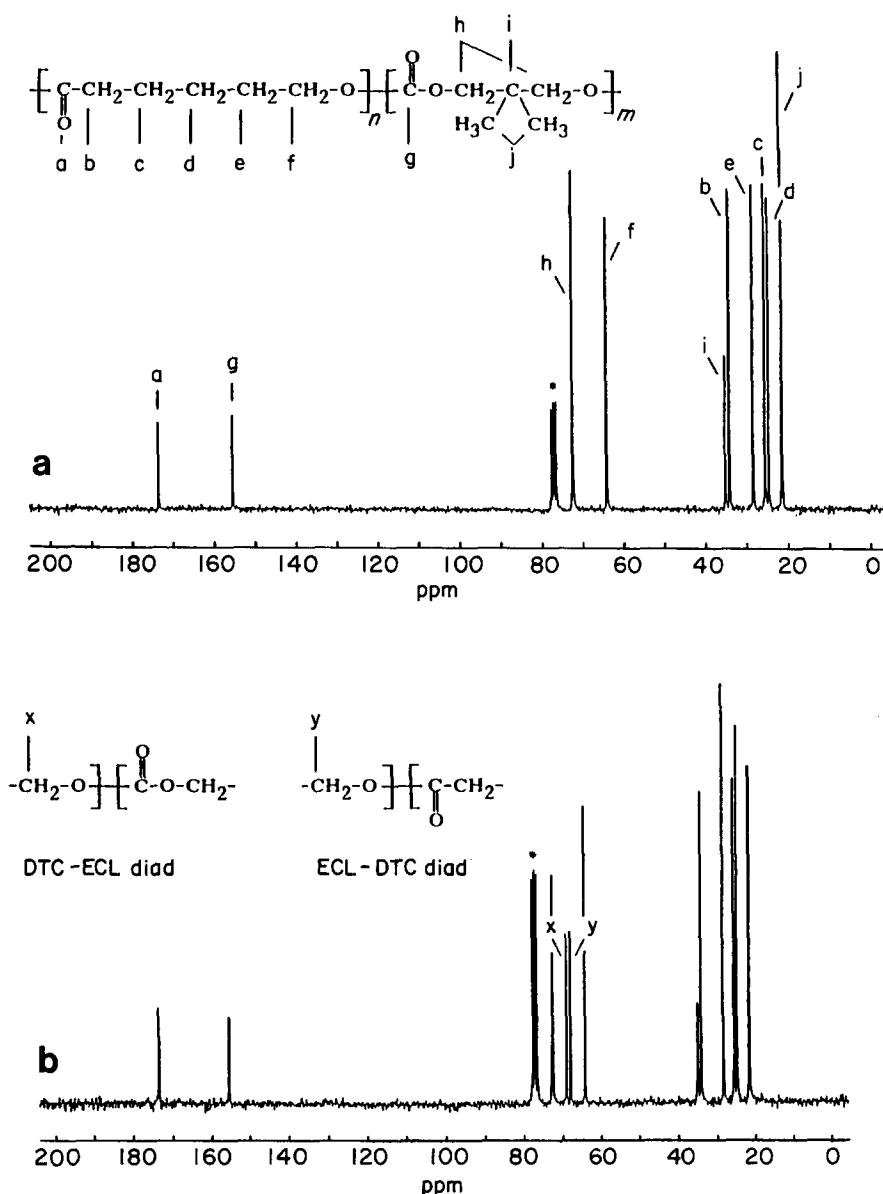 h i
O O
[ C-CH2-CH2-CH2-CH2-CH2-O ]n [ C-O-CH2-C-CH2-O ]m
O H3C CH3
a b c d e f g j
j
c
e
b d
h f
i
a g *
a
200 180 160 140 120 100 80 60 40 20 0
ppm
x y
O
-CH2-O ] [ C-O-CH2- -CH2-O ] [ C-CH2-
O
DTC-ECL diad ECL-DTC diad *
x y
b
200 180 160 140 120 100 80 60 40 20 0
ppm